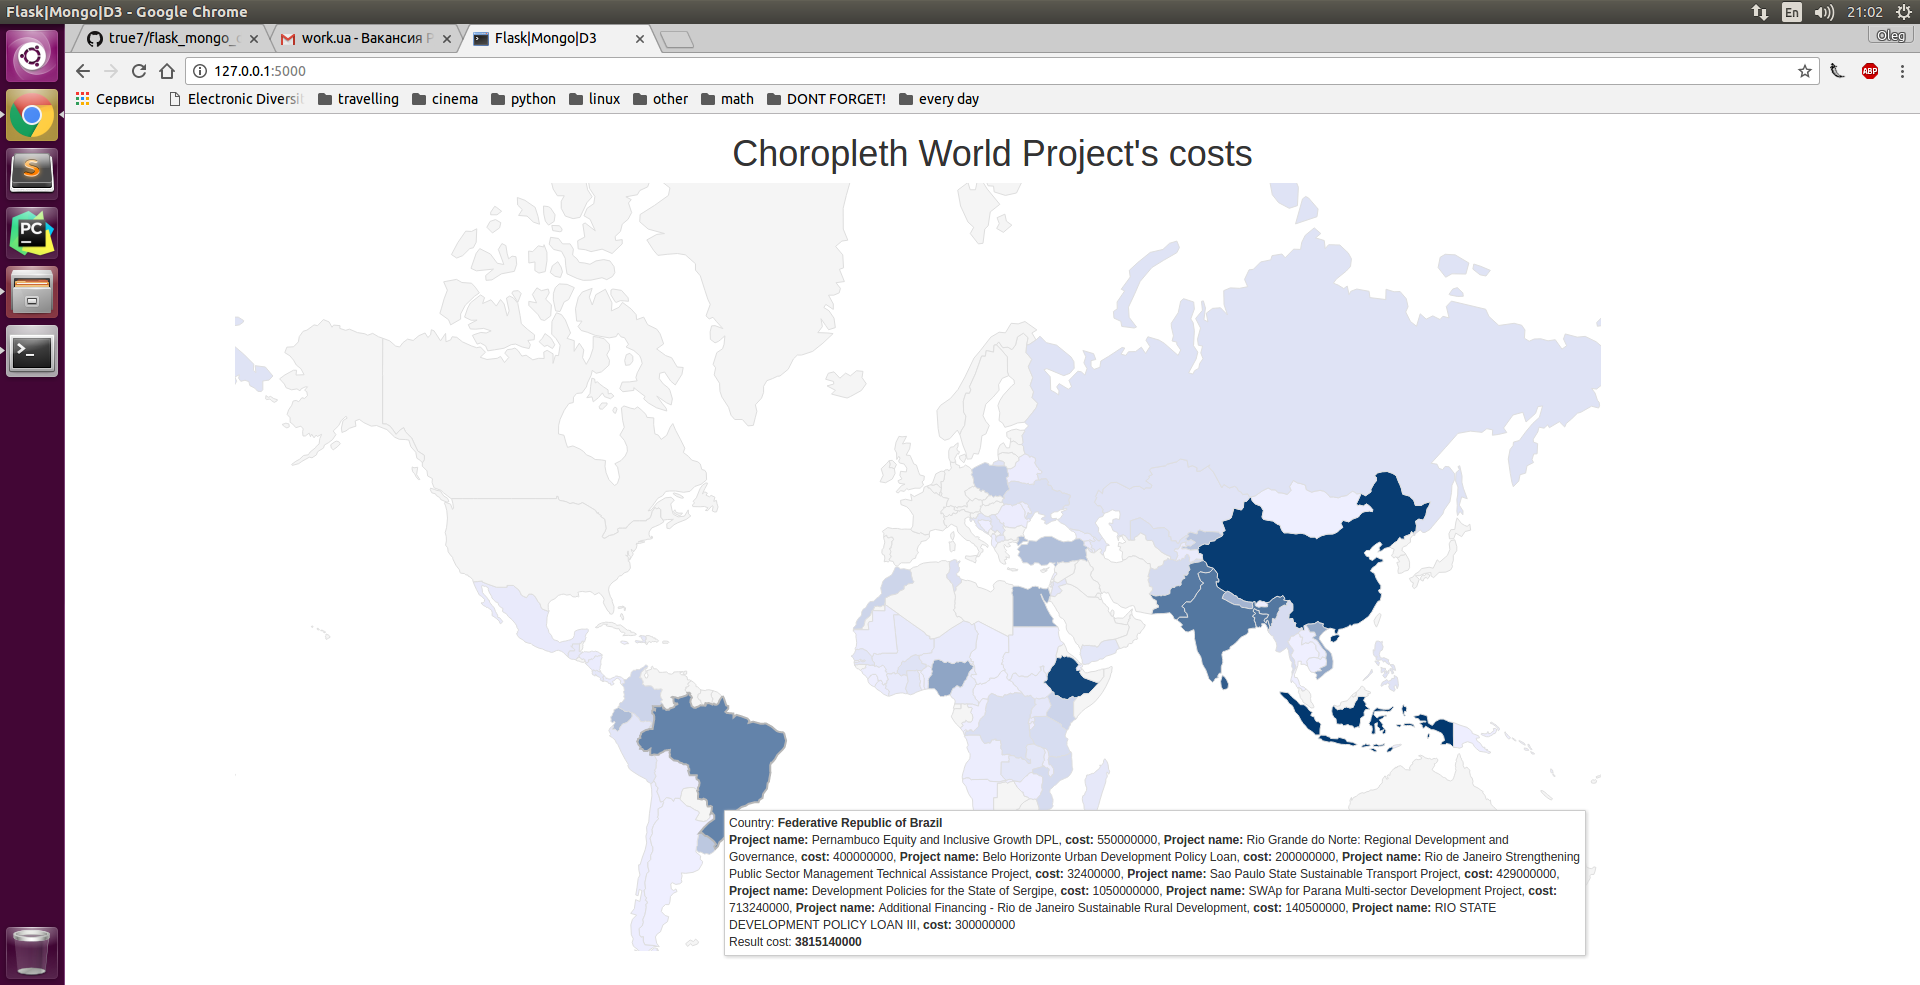 Flask|Mongo|D3 - Google Chrome
En
21:02
true7/flask_mongo_
work.ua - Вакансия
Flask|Mongo|D3
Oleg
127.0.0.1:5000
ABP
Сервисы
Electronic Diversi
travelling
cinema
python
linux
other
math
DONT FORGET!
every day
S
PC
Choropleth World Project's costs
Country: Federative Republic of Brazil
Project name: Pernambuco Equity and Inclusive Growth DPL, cost: 550000000, Project name: Rio Grande do Norte: Regional Development and
Governance, cost: 400000000, Project name: Belo Horizonte Urban Development Policy Loan, cost: 200000000, Project name: Rio de Janeiro Strengthening
Public Sector Management Technical Assistance Project, cost: 32400000, Project name: Sao Paulo State Sustainable Transport Project, cost: 429000000,
Project name: Development Policies for the State of Sergipe, cost: 1050000000, Project name: SWAp for Parana Multi-sector Development Project, cost:
713240000, Project name: Additional Financing - Rio de Janeiro Sustainable Rural Development, cost: 140500000, Project name: RIO STATE
DEVELOPMENT POLICY LOAN III, cost: 300000000
Result cost: 3815140000